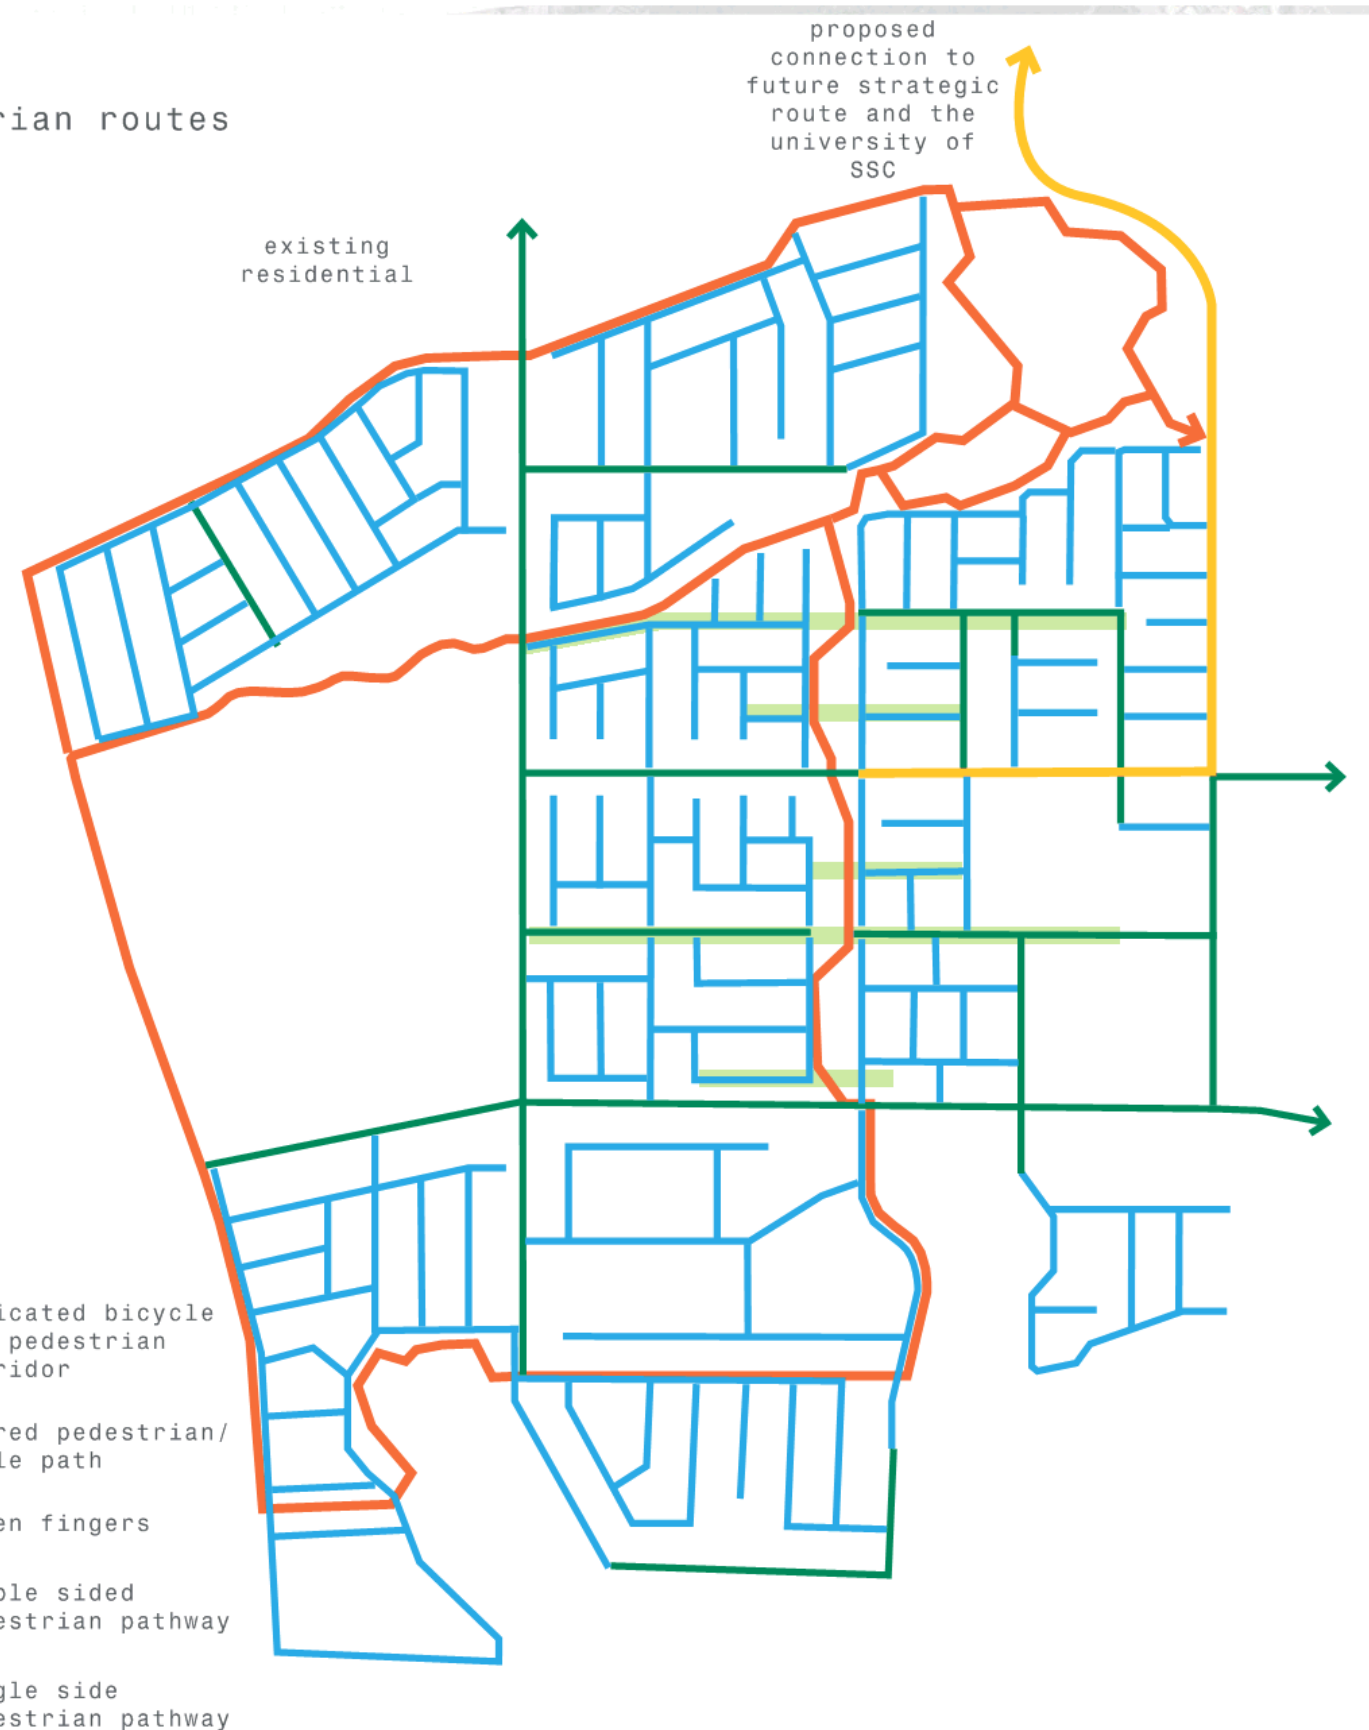 proposed
connection to
future strategic
route and the
university of
SSC
rian routes
existing
residential
icated bicycle
pedestrian
ridor
red pedestrian/
le path
en fingers
ble sided
estrian pathway
gle side
estrian pathway